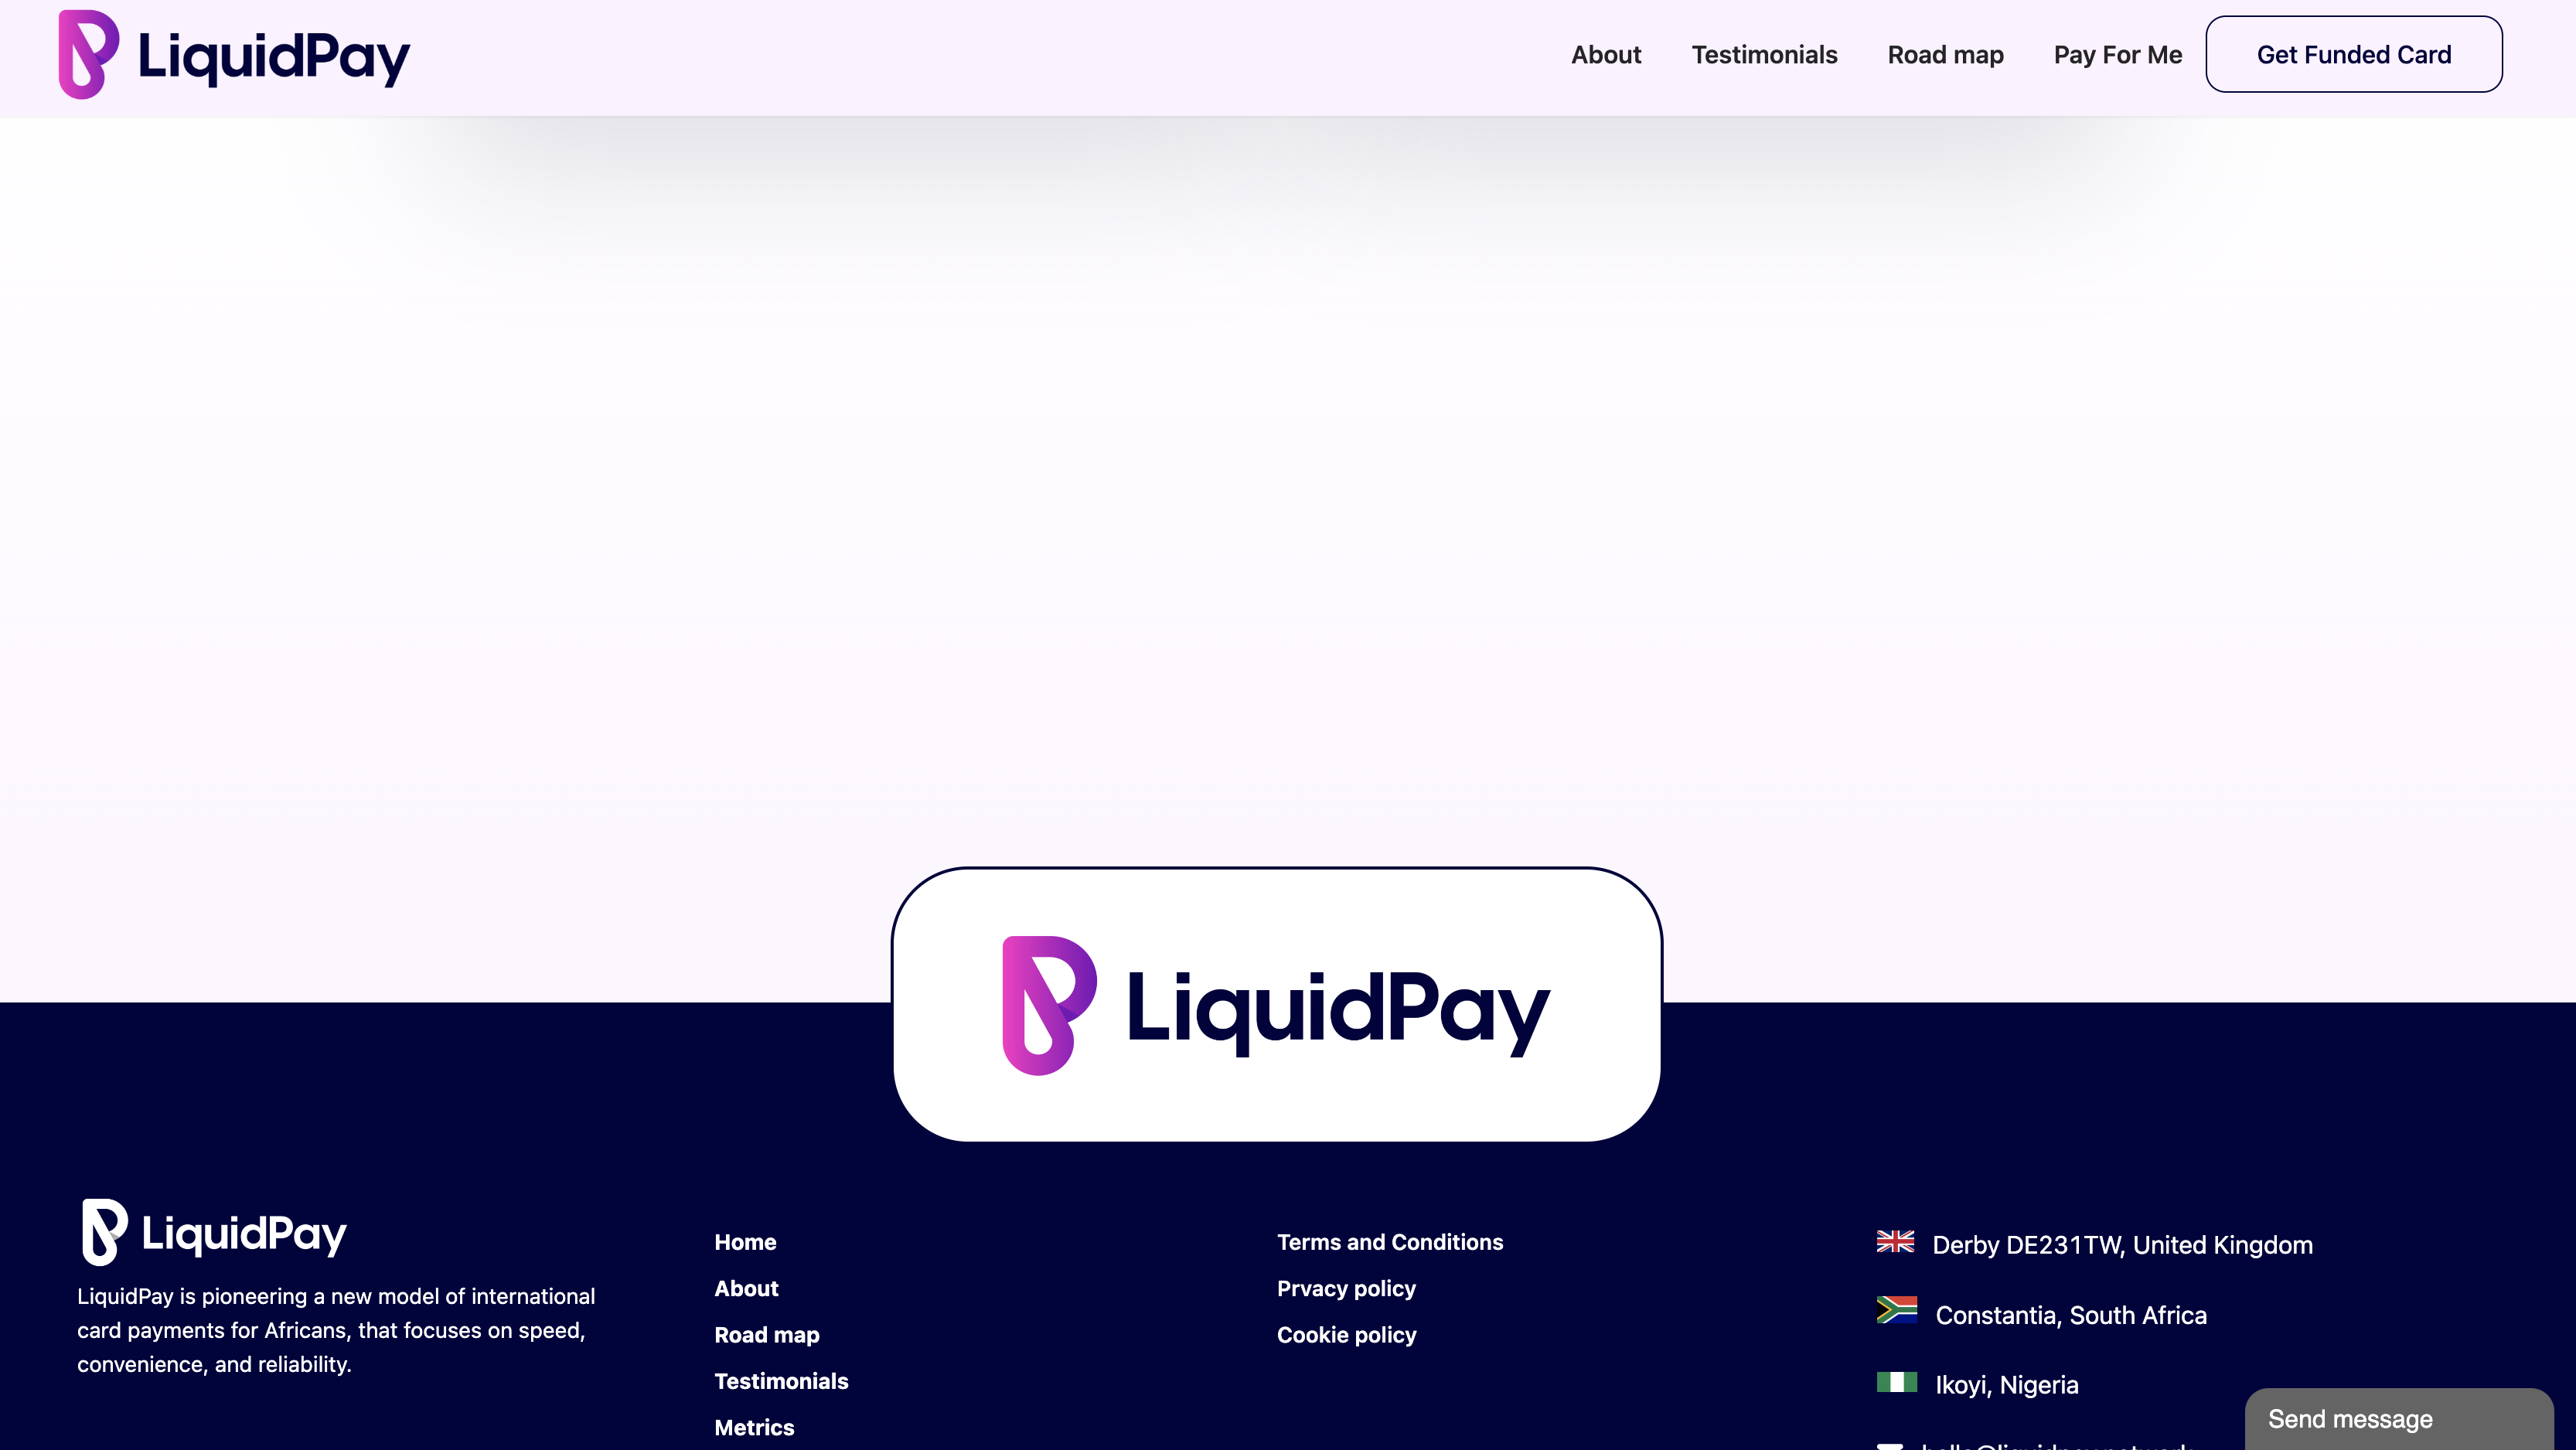 LiquidPay
About
Testimonials
Road map
Pay For Me
Get Funded Card
LiquidPay
LiquidPay
LiquidPay is pioneering a new model of international
card payments for Africans, that focuses on speed,
convenience, and reliability.
Home
About
Road map
Testimonials
Metrics
Terms and Conditions
Prvacy policy
Cookie policy
Derby DE231TW, United Kingdom
Constantia, South Africa
Ikoyi, Nigeria
Send message